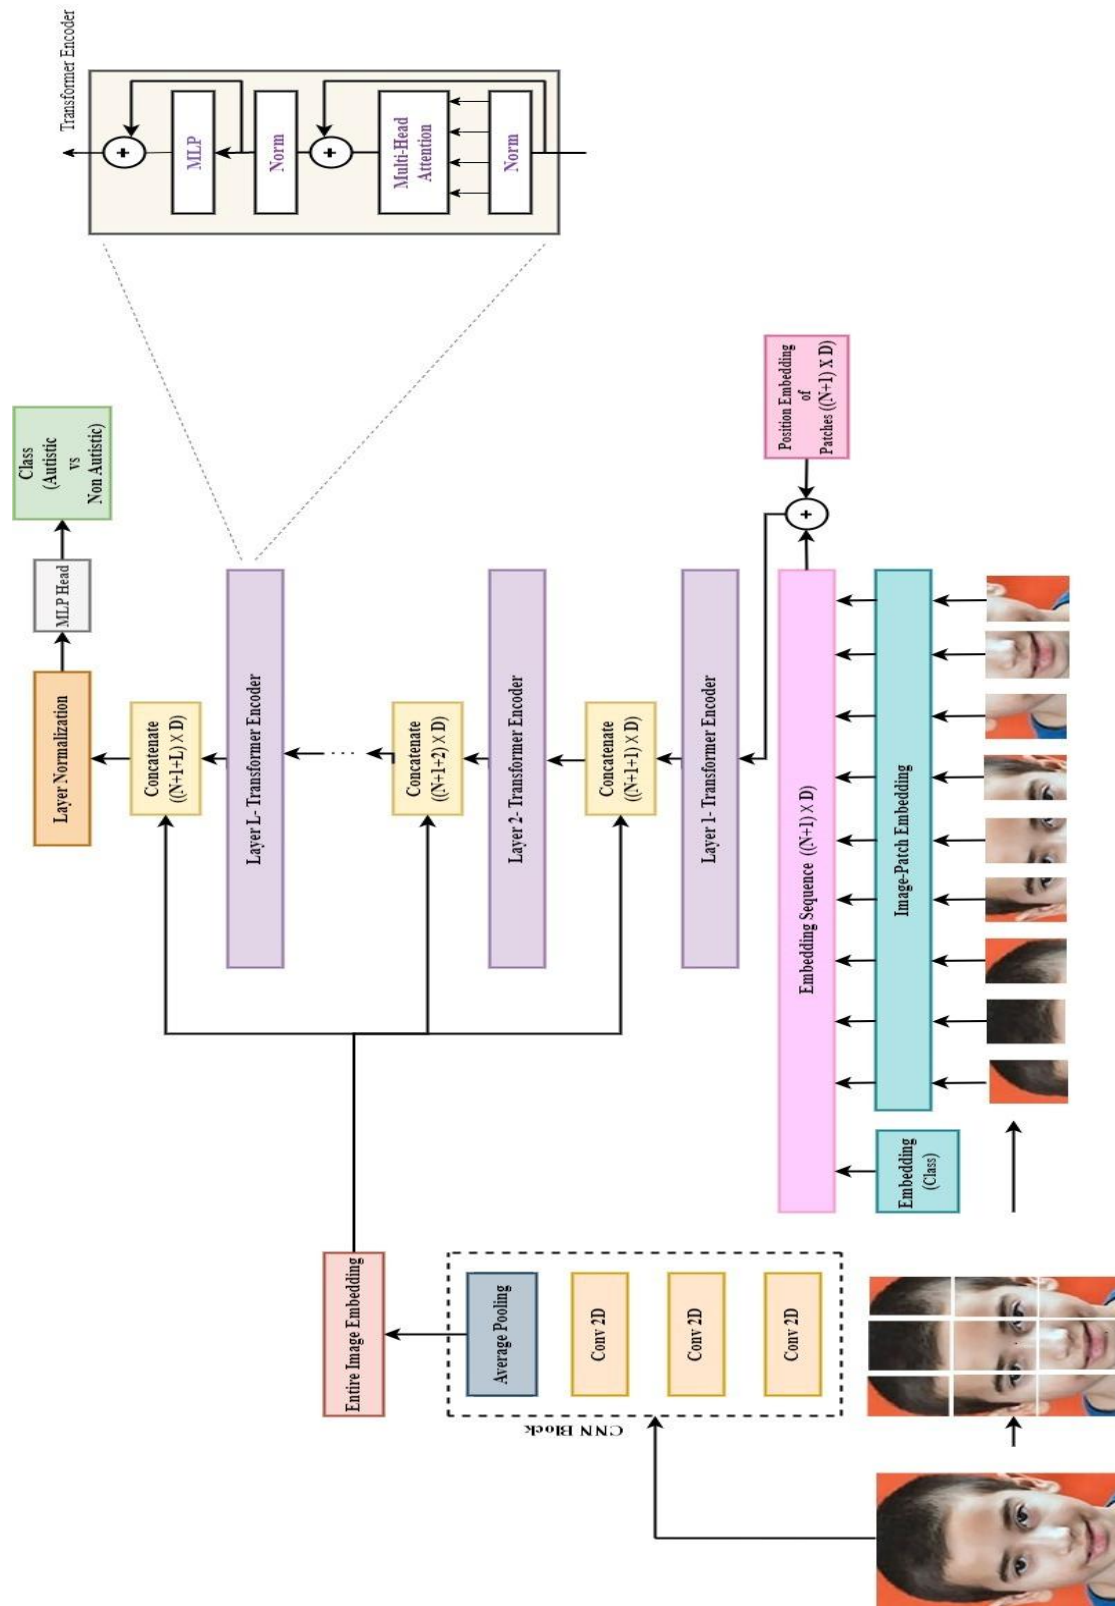 Transformer Encoder
MLP
Norm
Multi-Head
Attention
Norm
Class
(Autistic
vs
Non Autistic)
MLP Head
Layer Normalization
Concatenate
((N+1+L) X D)
Layer L- Transformer Encoder
...
Concatenate
((N+1+2) X D)
Layer 2- Transformer Encoder
Concatenate
((N+1+1) X D)
Layer 1- Transformer Encoder
Position Embedding
of
Patches ((N+1) X D)
+
+
+
Embedding Sequence ((N+1) X D)
Image-Patch Embedding
Embedding
(Class)
Entire Image Embedding
Average Pooling
Conv 2D
Conv 2D
Conv 2D
CNN Block